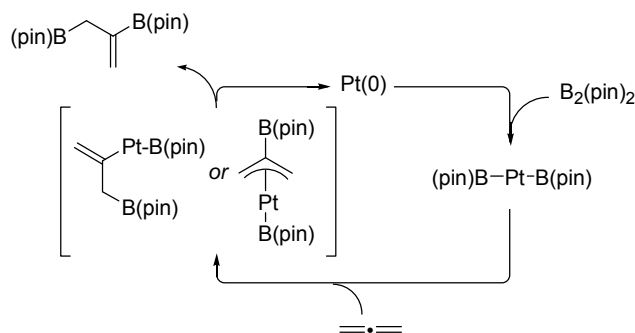 (pin)B B(pin)
Pt(0)
B2(pin)2
Pt-B(pin)
B(pin)
or
B(pin)
Pt
B(pin)
(pin)B-Pt-B(pin)